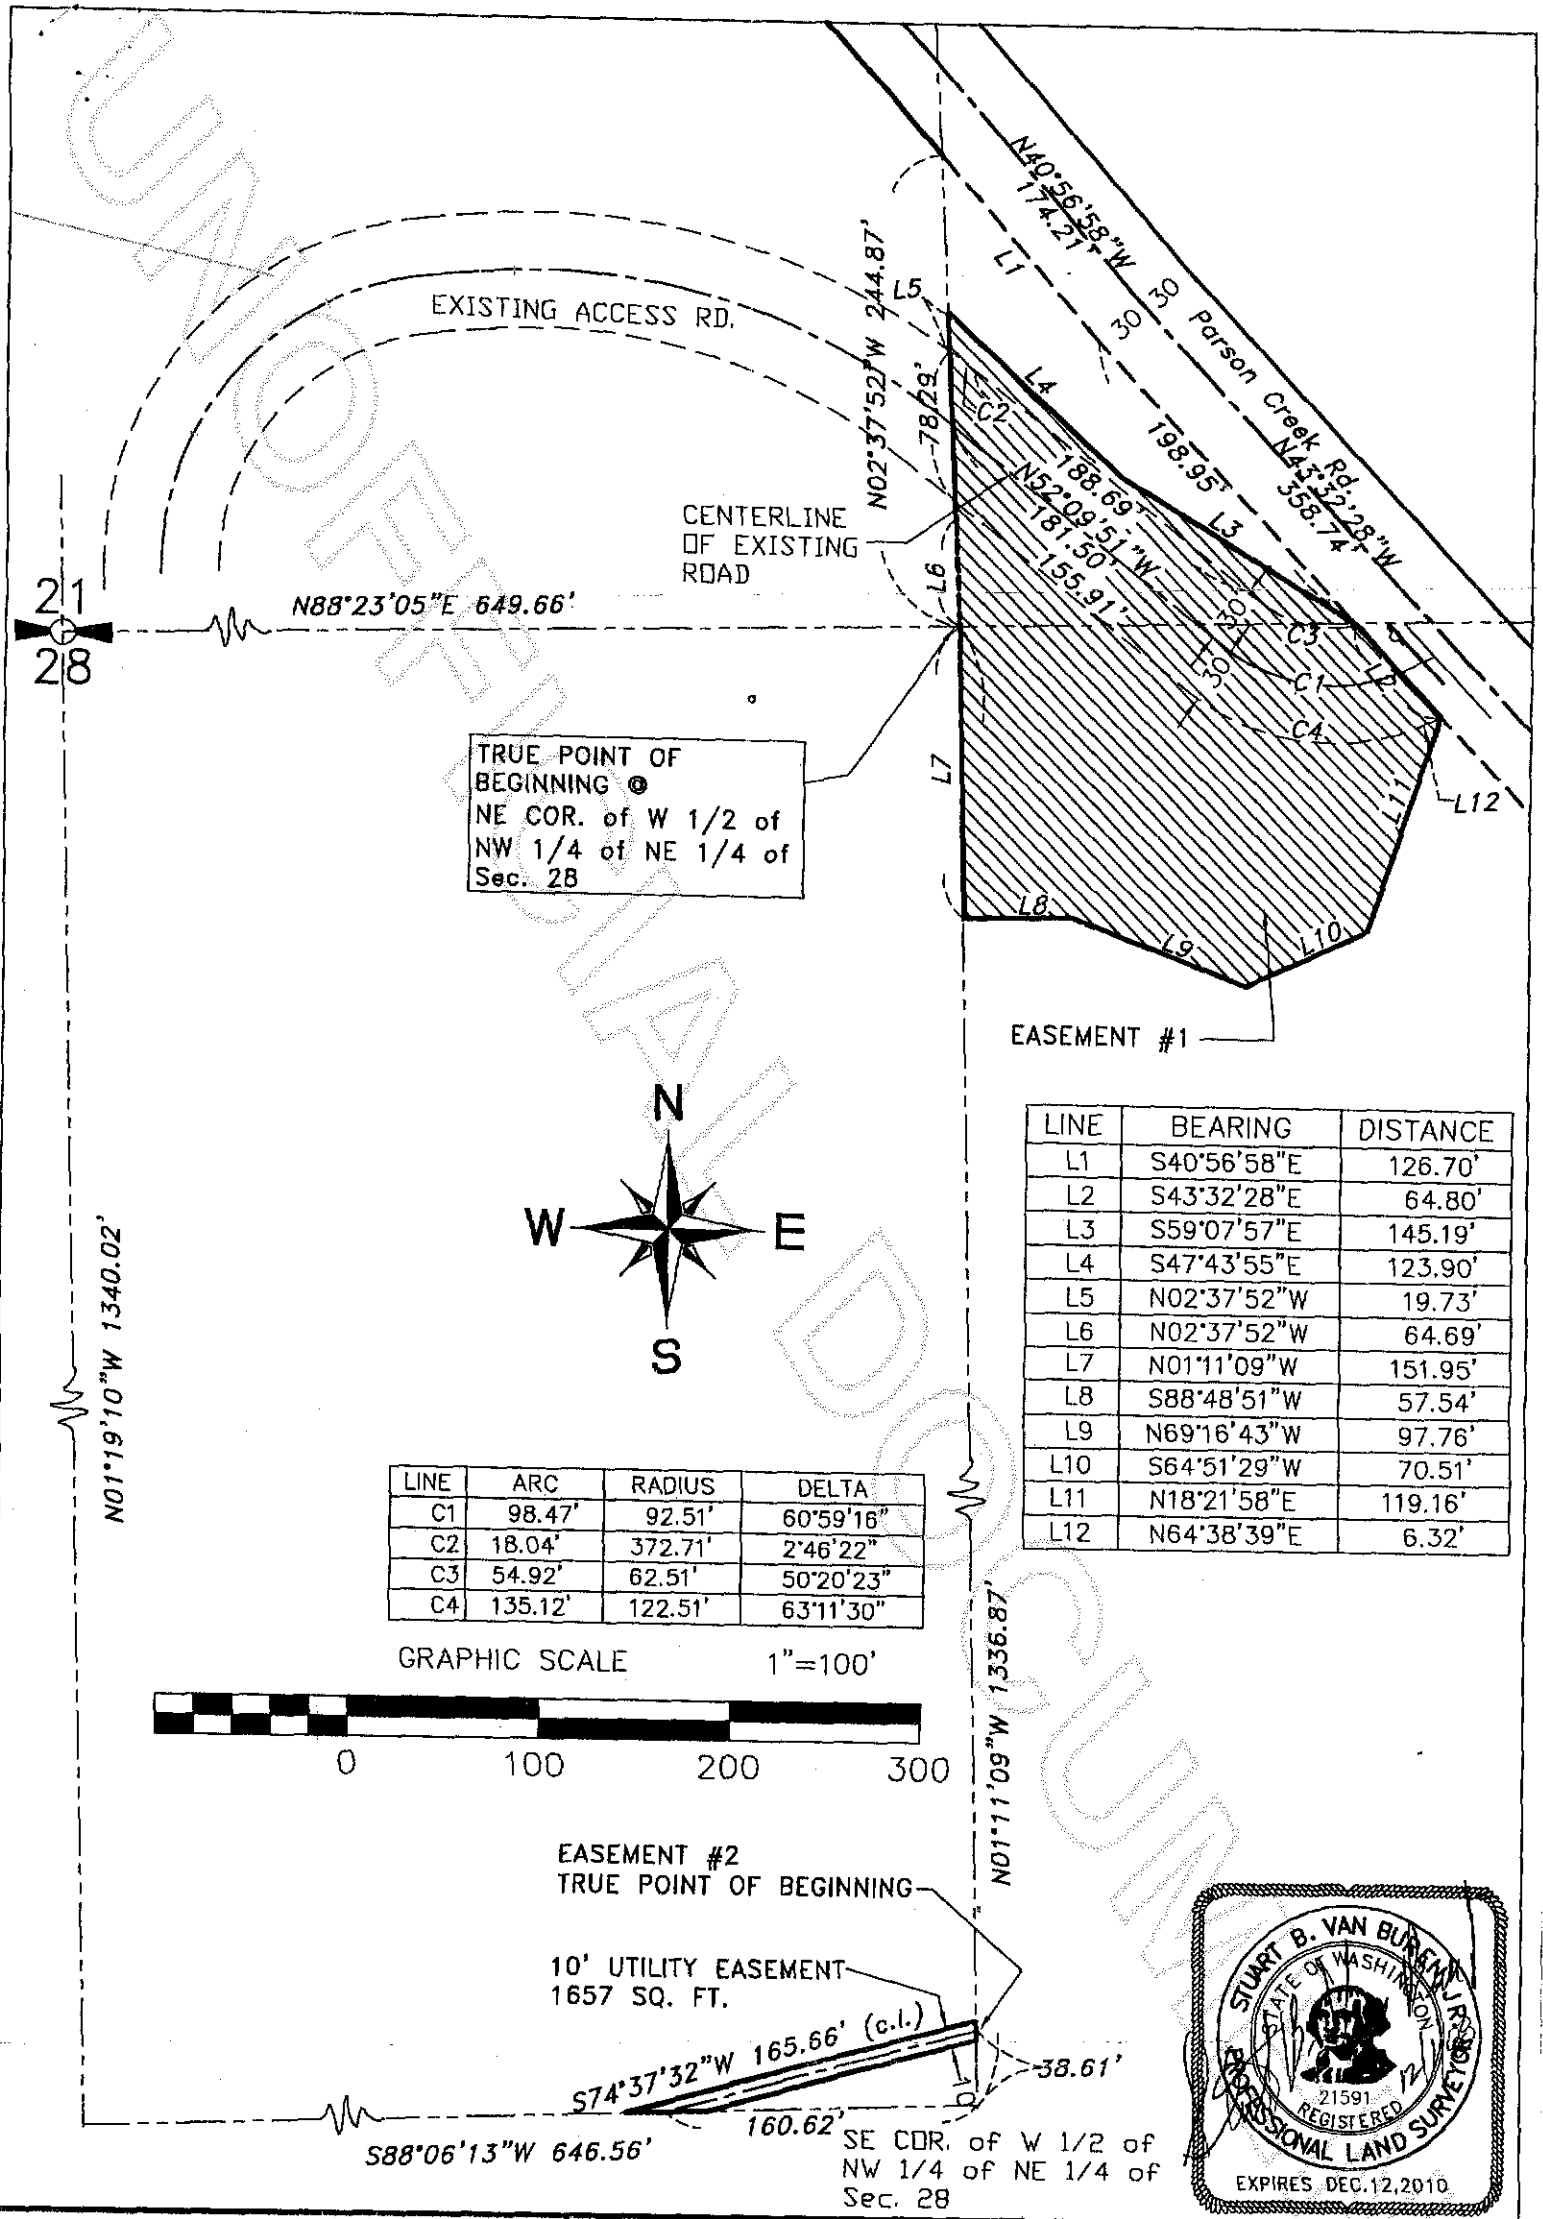 UNOFFICIAL DOCUM
N40°56'58"W
174.21'
L1
30
30
Parson Creek Rd.
N02°37'52"W 244.87'
L5
EXISTING ACCESS RD.
78.29'
C2
L4
198.95'
N43°32'28"W
358.74'
188.69'
N52°09'51"W
181.50'
155.91'
L3
CENTERLINE
OF EXISTING
ROAD
L6
21
28
N88°23'05"E 649.66'
30'
30'
C3
C1
L2
C4
TRUE POINT OF
BEGINNING @
NE COR. of W 1/2 of
NW 1/4 of NE 1/4 of
Sec. 28
L7
L11
L12
L8
L9
L10
EASEMENT #1
N
W E
S
LINE BEARING DISTANCE
L1 S40°56'58"E 126.70'
L2 S43°32'28"E 64.80'
L3 S59°07'57"E 145.19'
L4 S47°43'55"E 123.90'
L5 N02°37'52"W 19.73'
L6 N02°37'52"W 64.69'
L7 N01°11'09"W 151.95'
L8 S88°48'51"W 57.54'
L9 N69°16'43"W 97.76'
L10 S64°51'29"W 70.51'
L11 N18°21'58"E 119.16'
L12 N64°38'39"E 6.32'
N01°19'10"W 1340.02'
LINE ARC RADIUS DELTA
C1 98.47' 92.51' 60°59'16"
C2 18.04' 372.71' 2°46'22"
C3 54.92' 62.51' 50°20'23"
C4 135.12' 122.51' 63°11'30"
GRAPHIC SCALE 1"=100'
0 100 200 300
N01°11'09"W 1336.87'
EASEMENT #2
TRUE POINT OF BEGINNING
10' UTILITY EASEMENT
1657 SQ. FT.
S74°37'32"W 165.66' (c.l.)
10'
38.61'
160.62'
S88°06'13"W 646.56'
SE COR. of W 1/2 of
NW 1/4 of NE 1/4 of
Sec. 28
STUART B. VAN BUREN, JR.
STATE OF WASHINGTON
21591
REGISTERED
PROFESSIONAL LAND SURVEYOR
EXPIRES DEC.12,2010